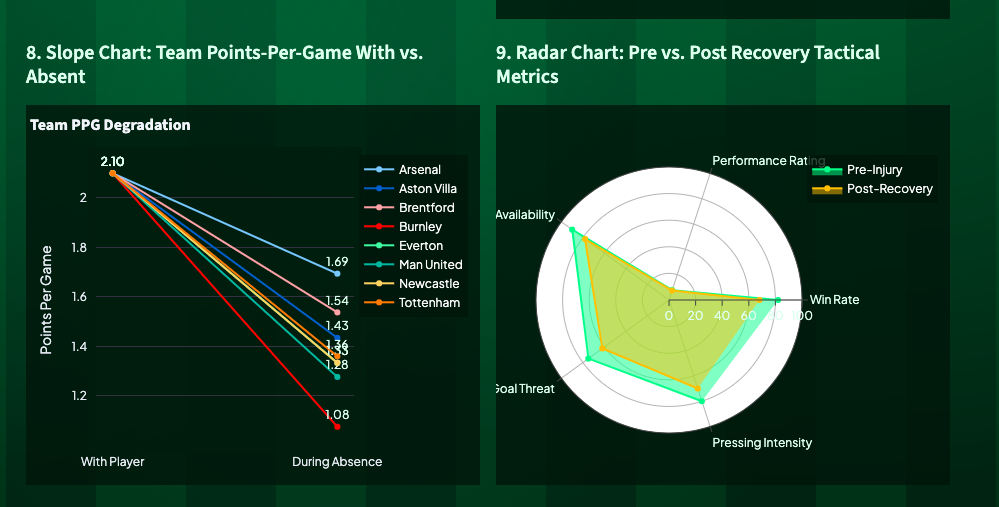 8. Slope Chart: Team Points-Per-Game With vs.
Absent
Team PPG Degradation
2.10
2
1.8
1.6
1.4
1.2
Points Per Game
1.69
1.54
1.43
1.36
1.28
1.08
With Player
During Absence
Arsenal
Aston Villa
Brentford
Burnley
Everton
Man United
Newcastle
Tottenham
9. Radar Chart: Pre vs. Post Recovery Tactical
Metrics
Performance Rating
Pre-Injury
Post-Recovery
Availability
Win Rate
0 20 40 60 80 100
Goal Threat
Pressing Intensity